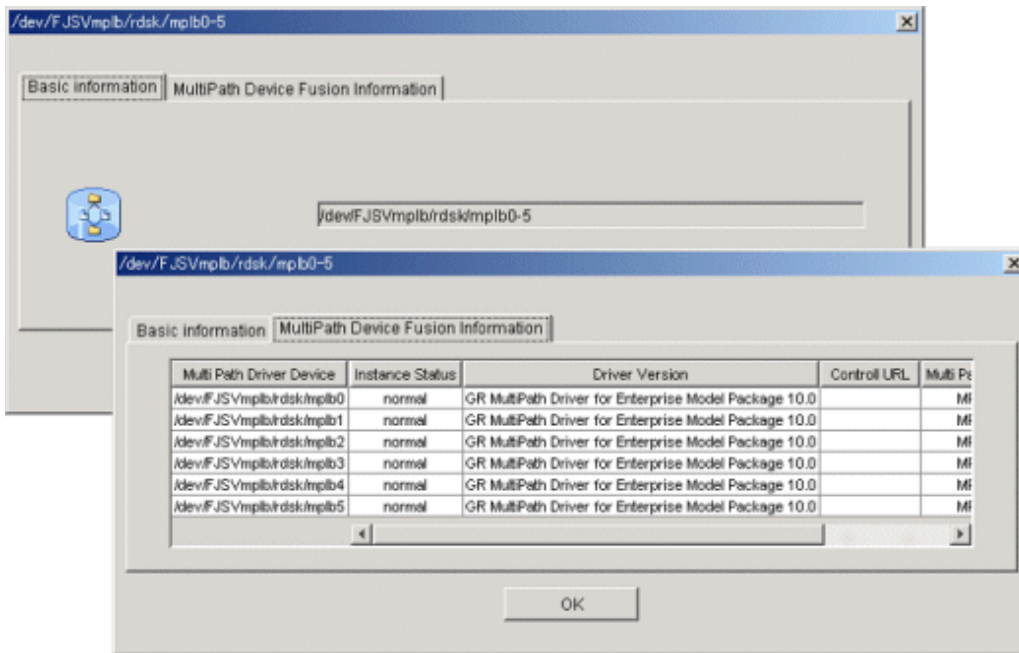 /dev/FJSVmplb/rdsk/mplb0-5
Basic information MultiPath Device Fusion Information
/dev/FJSVmplb/rdsk/mplb0-5
/dev/FJSVmplb/rdsk/mplb0-5
Basic information MultiPath Device Fusion Information
Multi Path Driver Device Instance Status Driver Version Controll URL Multi Pa
/dev/FJSVmplb/rdsk/mplb0 normal GR MultiPath Driver for Enterprise Model Package 10.0
/dev/FJSVmplb/rdsk/mplb1 normal GR MultiPath Driver for Enterprise Model Package 10.0
/dev/FJSVmplb/rdsk/mplb2 normal GR MultiPath Driver for Enterprise Model Package 10.0
/dev/FJSVmplb/rdsk/mplb3 normal GR MultiPath Driver for Enterprise Model Package 10.0
/dev/FJSVmplb/rdsk/mplb4 normal GR MultiPath Driver for Enterprise Model Package 10.0
/dev/FJSVmplb/rdsk/mplb5 normal GR MultiPath Driver for Enterprise Model Package 10.0
OK